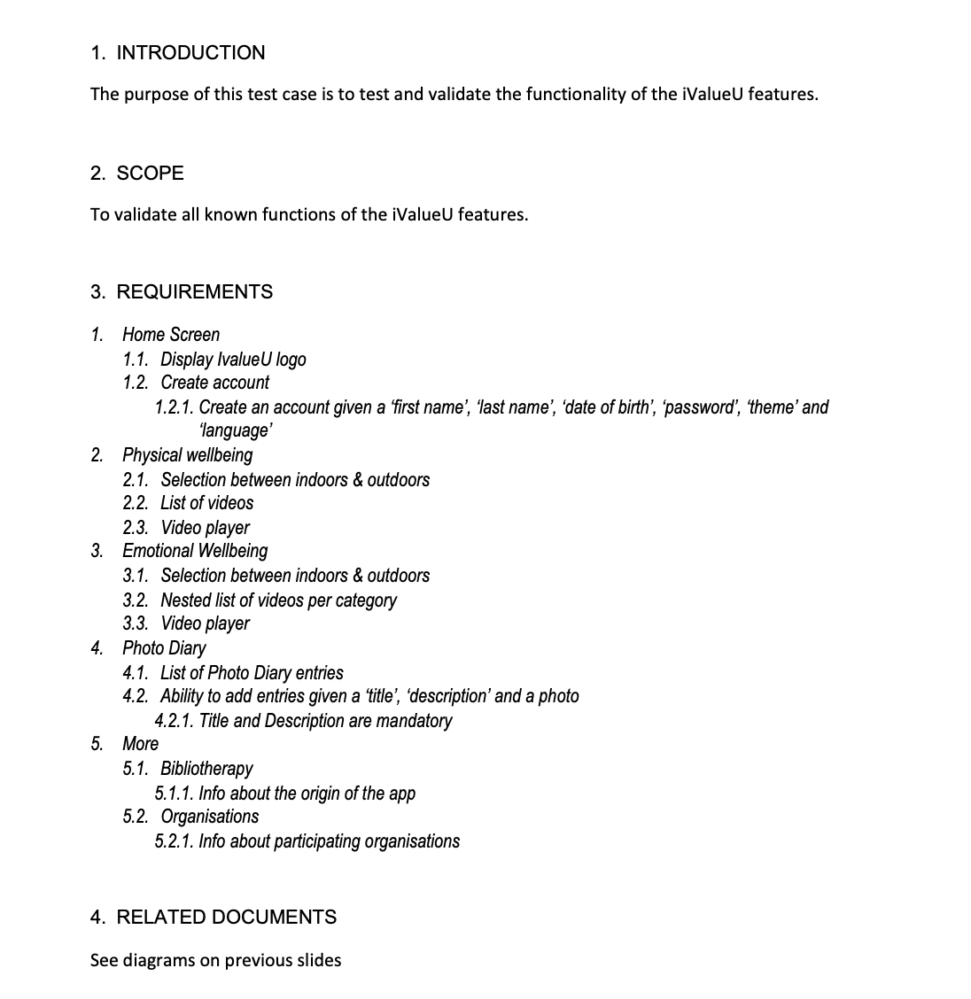 1. INTRODUCTION
The purpose of this test case is to test and validate the functionality of the iValueU features.
2. SCOPE
To validate all known functions of the iValueU features.
3. REQUIREMENTS
1. Home Screen
1.1. Display IvalueU logo
1.2. Create account
1.2.1. Create an account given a ‘first name’, ‘last name’, ‘date of birth’, ‘password’, ‘theme’ and
‘language’
2. Physical wellbeing
2.1. Selection between indoors & outdoors
2.2. List of videos
2.3. Video player
3. Emotional Wellbeing
3.1. Selection between indoors & outdoors
3.2. Nested list of videos per category
3.3. Video player
4. Photo Diary
4.1. List of Photo Diary entries
4.2. Ability to add entries given a ‘title’, ‘description’ and a photo
4.2.1. Title and Description are mandatory
5. More
5.1. Bibliotherapy
5.1.1. Info about the origin of the app
5.2. Organisations
5.2.1. Info about participating organisations
4. RELATED DOCUMENTS
See diagrams on previous slides